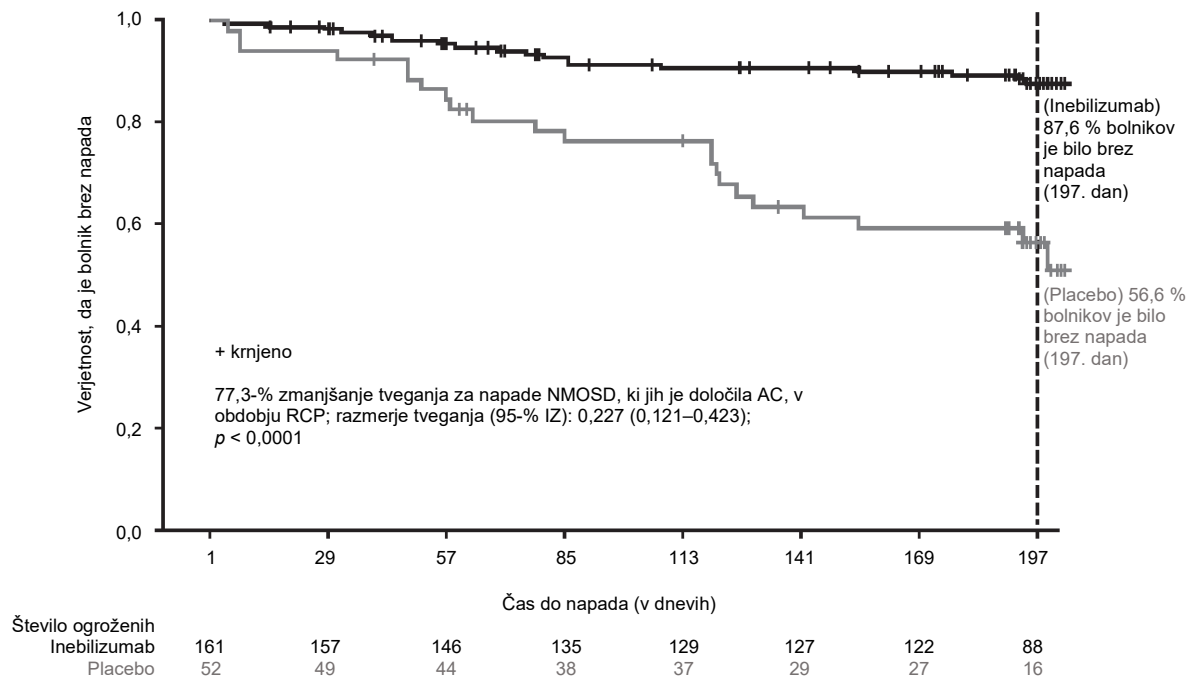 1,0
0,8
0,6
0,4
0,2
0,0
Verjetnost, da je bolnik brez napada
(Inebilizumab)
87,6 % bolnikov
je bilo brez
napada
(197. dan)
(Placebo) 56,6 %
bolnikov je bilo
brez napada
(197. dan)
+ krnjeno
77,3-% zmanjšanje tveganja za napade NMOSD, ki jih je določila AC, v
obdobju RCP; razmerje tveganja (95-% IZ): 0,227 (0,121–0,423);
p < 0,0001
1 29 57 85 113 141 169 197
Čas do napada (v dnevih)
Število ogroženih
Inebilizumab 161 157 146 135 129 127 122 88
Placebo 52 49 44 38 37 29 27 16